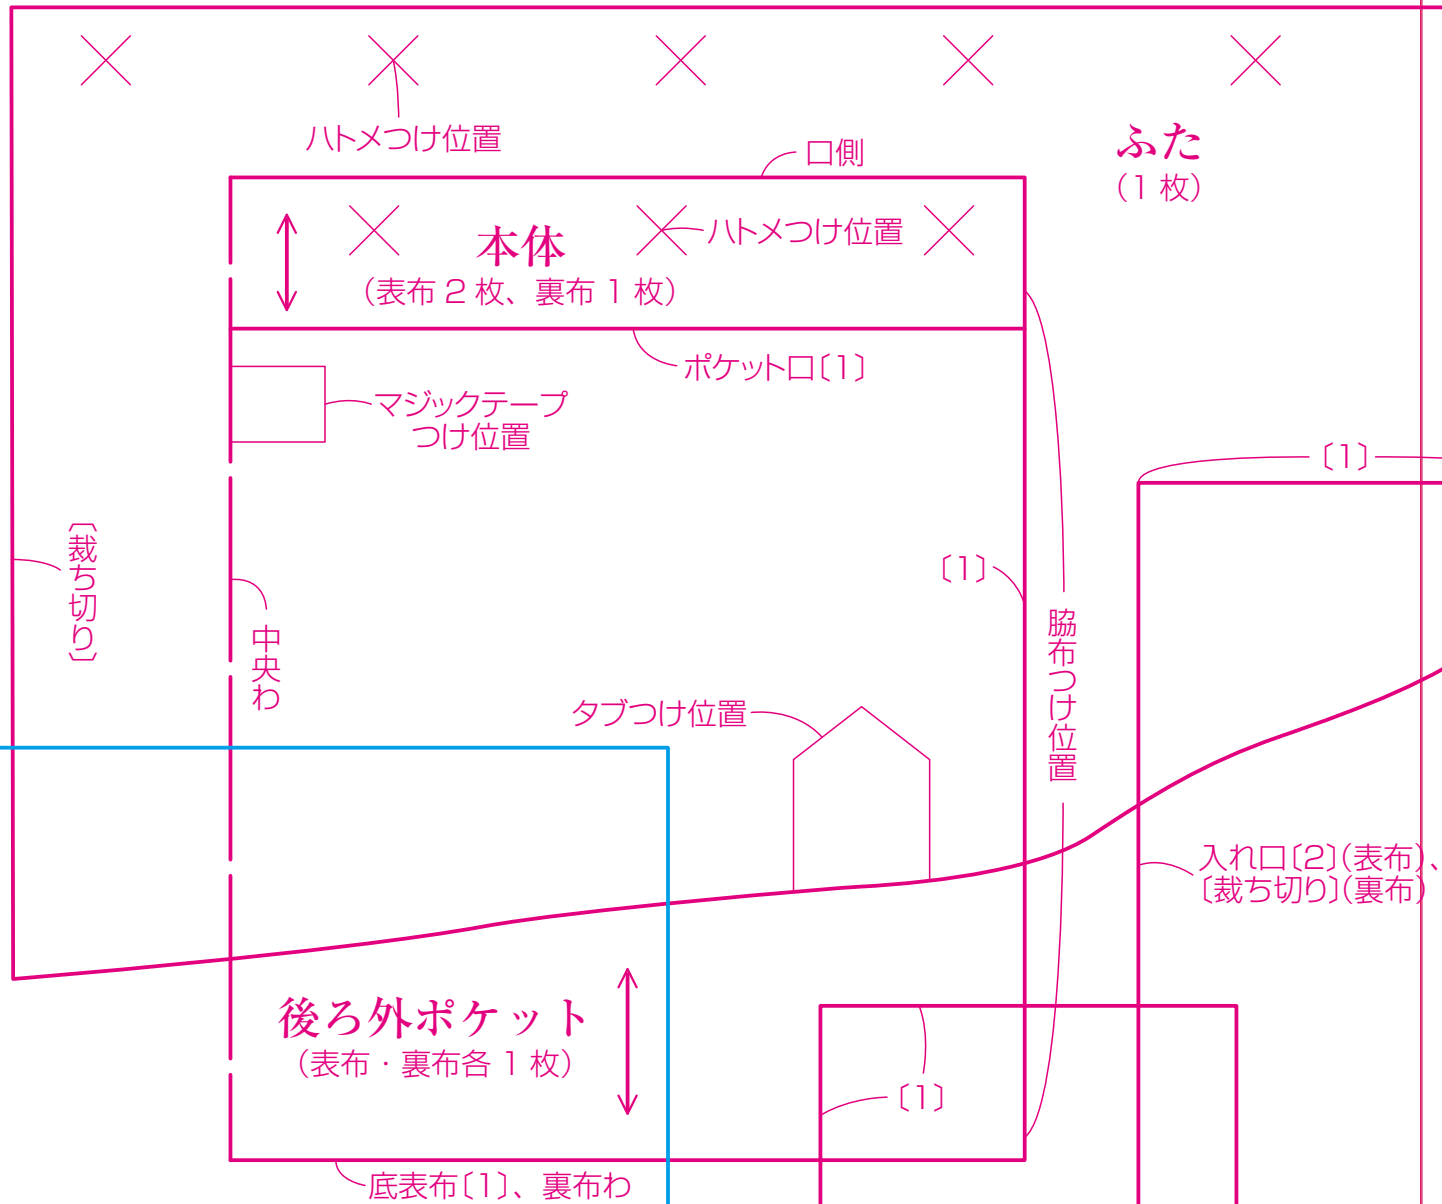 ハトメつけ位置
口側
ふた
(1 枚)
本体
ハトメつけ位置
(表布 2 枚、裏布 1 枚)
ポケット口〔1〕
マジックテープ
つけ位置
〔1〕
〔裁ち切り〕
中央わ
〔1〕
脇布つけ位置
タブつけ位置
入れ口〔2〕(表布)、
〔裁ち切り〕(裏布)
後ろ外ポケット
(表布・裏布各 1 枚)
〔1〕
底表布〔1〕、裏布わ